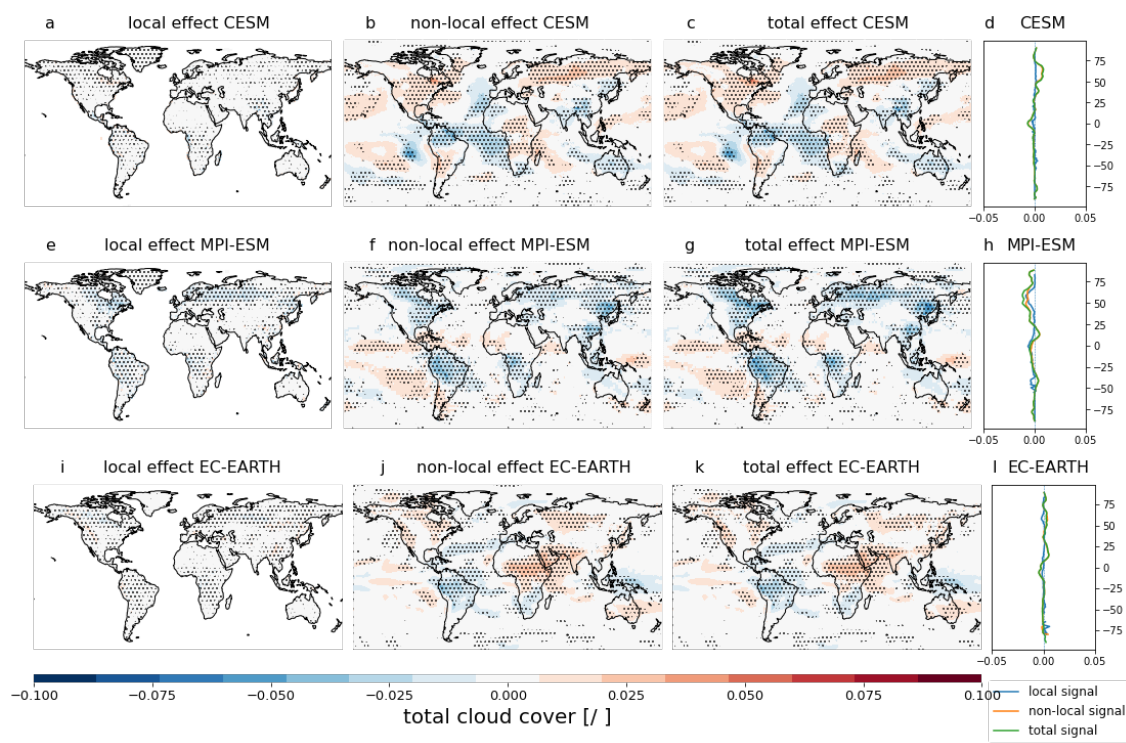 a local effect CESM
b non-local effect CESM
c total effect CESM
d CESM
75
50
25
0
−25
−50
−75
−0.05 0.00 0.05
e local effect MPI-ESM
f non-local effect MPI-ESM
g total effect MPI-ESM
h MPI-ESM
75
50
25
0
−25
−50
−75
−0.05 0.00 0.05
i local effect EC-EARTH
j non-local effect EC-EARTH
k total effect EC-EARTH
l EC-EARTH
75
50
25
0
−25
−50
−75
−0.05 0.00 0.05
−0.100 −0.075 −0.050 −0.025 0.000 0.025 0.050 0.075 0.100
total cloud cover [/ ]
local signal
non-local signal
total signal